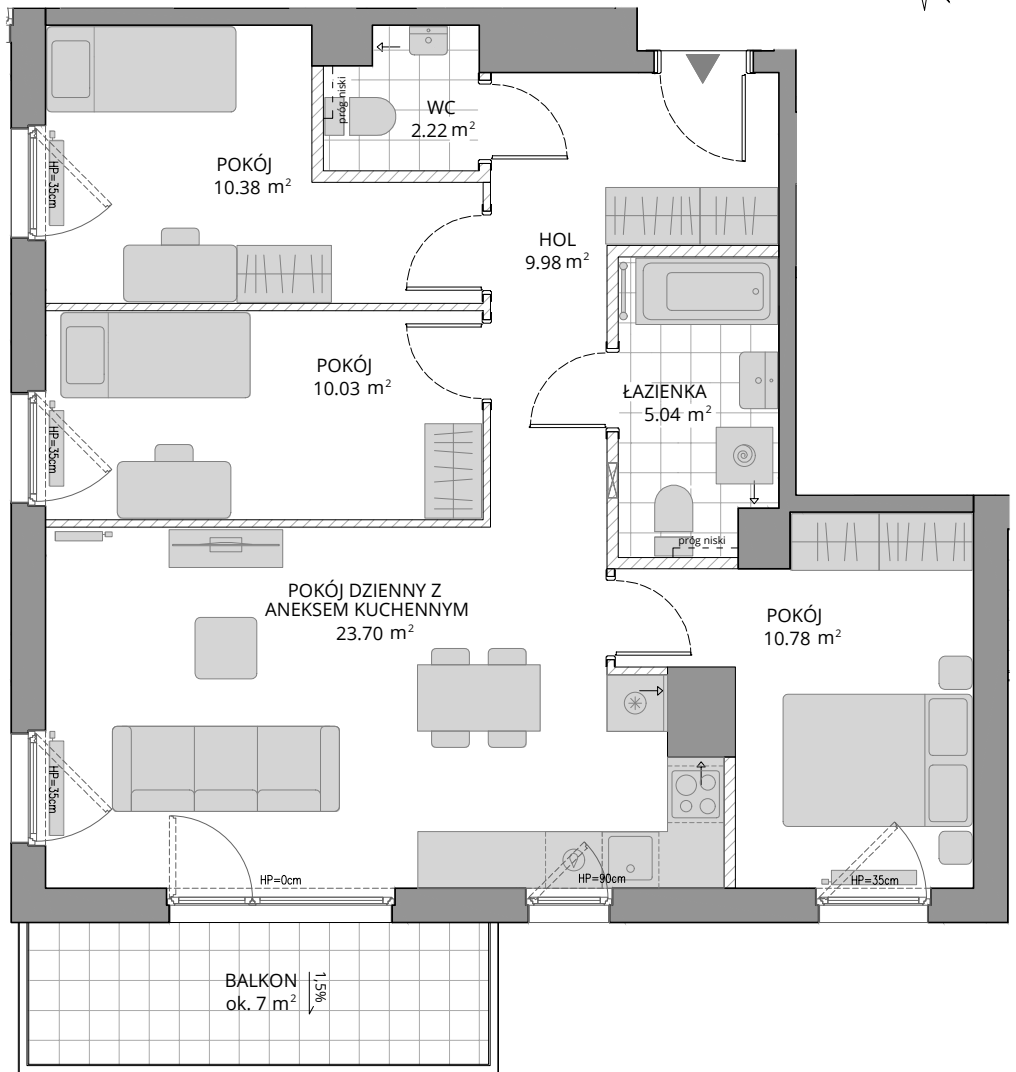 próg niski
WC
2.22 m²
POKÓJ
10.38 m²
HP=35cm
HOL
9.98 m²
POKÓJ
10.03 m²
HP=35cm
ŁAZIENKA
5.04 m²
próg niski
POKÓJ DZIENNY Z
ANEKSEM KUCHENNYM
23.70 m²
POKÓJ
10.78 m²
HP=35cm
HP=0cm
HP=90cm
HP=35cm
BALKON
ok. 7 m²
1,5%